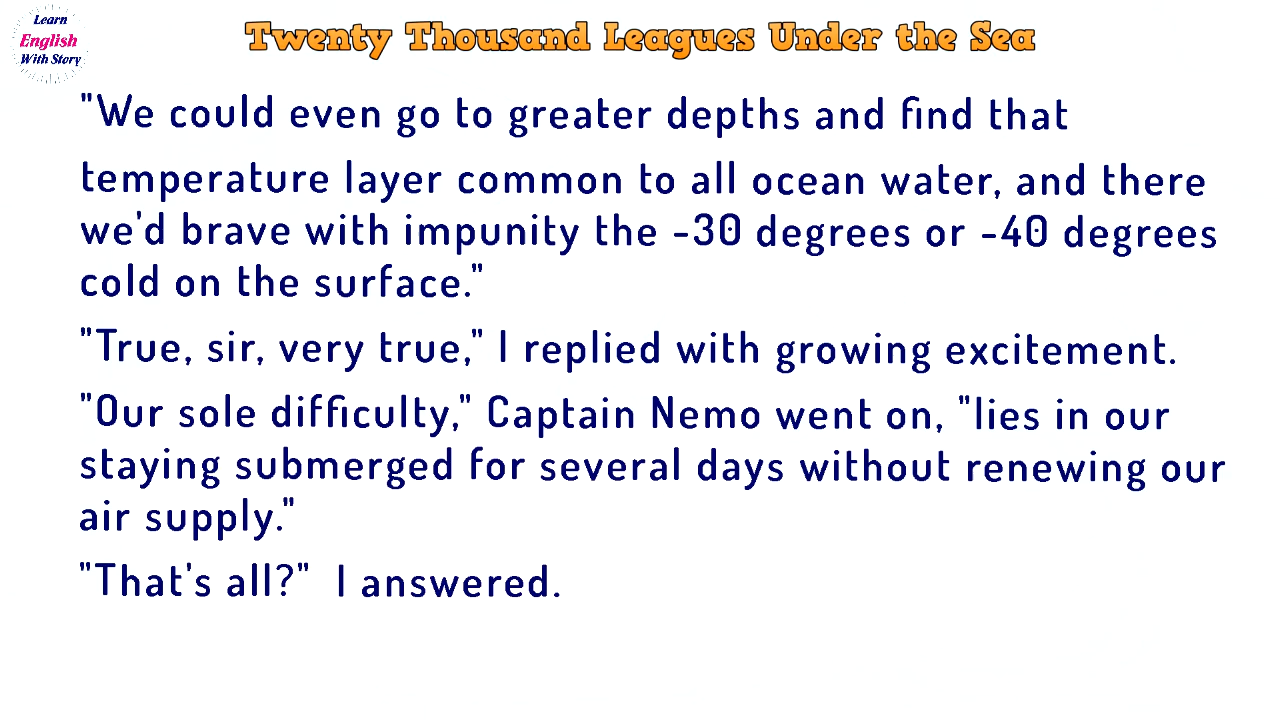 Learn
English
With Story
Twenty Thousand Leagues Under the Sea
"We could even go to greater depths and find that
temperature layer common to all ocean water, and there
we'd brave with impunity the -30 degrees or -40 degrees
cold on the surface."
"True, sir, very true," I replied with growing excitement.
"Our sole difficulty," Captain Nemo went on, "lies in our
staying submerged for several days without renewing our
air supply."
"That's all?"  I answered.